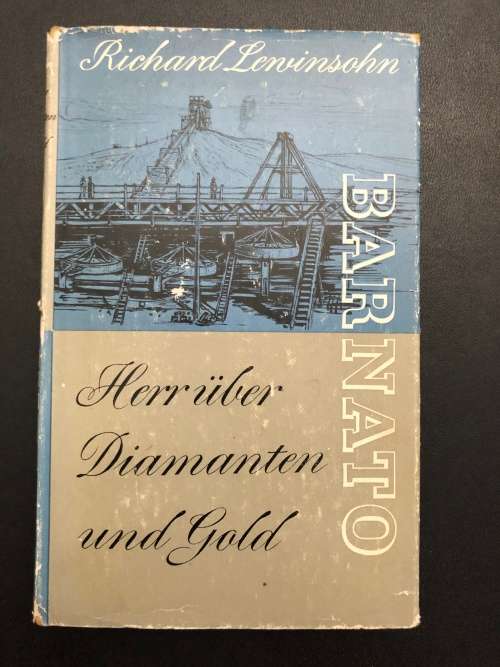 Richard Lewinsohn
BARNATO
Herr über
Diamanten
und Gold